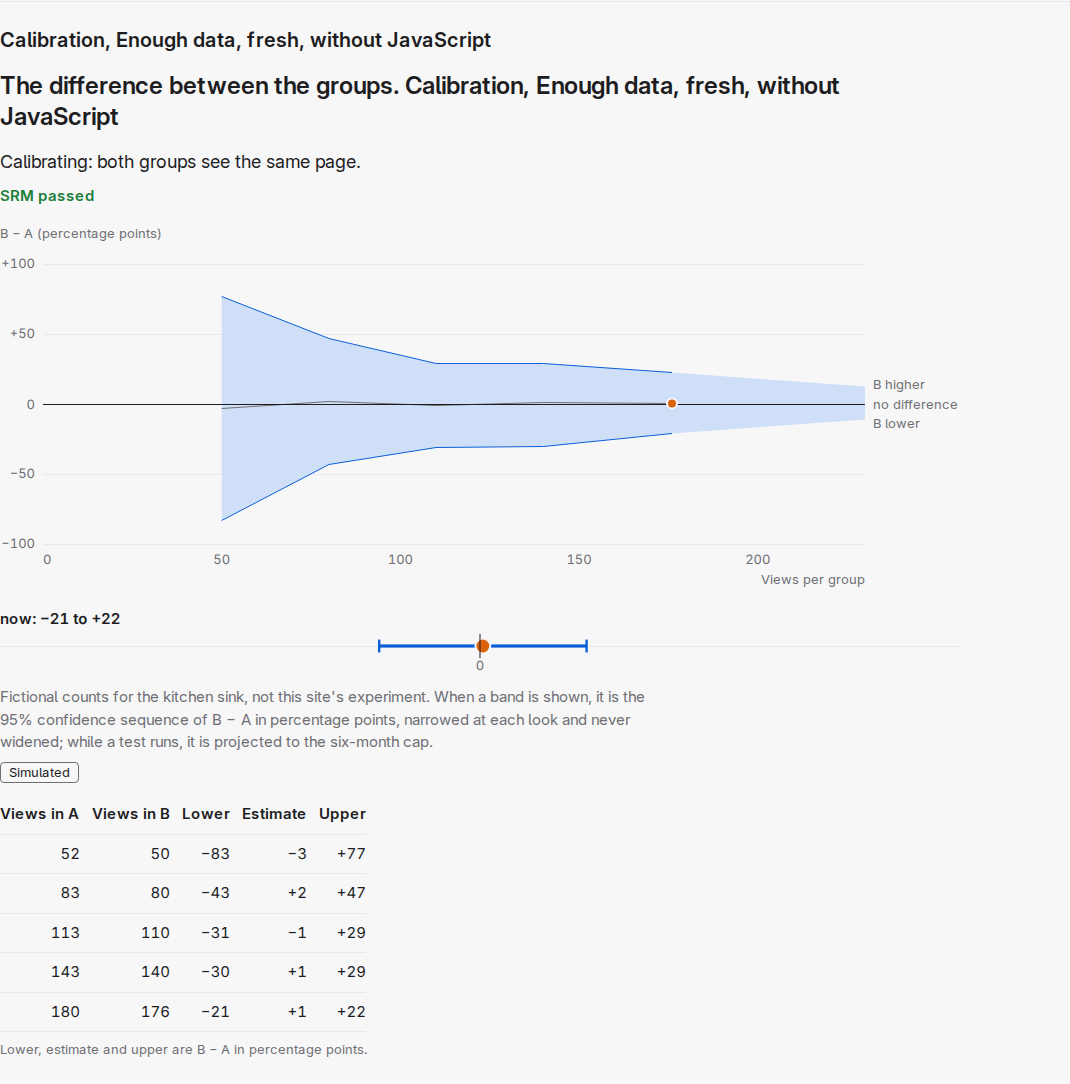 Calibration, Enough data, fresh, without JavaScript
The difference between the groups. Calibration, Enough data, fresh, without
JavaScript
Calibrating: both groups see the same page.
SRM passed
B − A (percentage points)
+100
+50
0
−50
−100
B higher
no difference
B lower
0 50 100 150 200
Views per group
now: −21 to +22
0
Fictional counts for the kitchen sink, not this site's experiment. When a band is shown, it is the
95% confidence sequence of B − A in percentage points, narrowed at each look and never
widened; while a test runs, it is projected to the six-month cap.
Simulated
Views in A Views in B Lower Estimate Upper
52 50 −83 −3 +77
83 80 −43 +2 +47
113 110 −31 −1 +29
143 140 −30 +1 +29
180 176 −21 +1 +22
Lower, estimate and upper are B − A in percentage points.